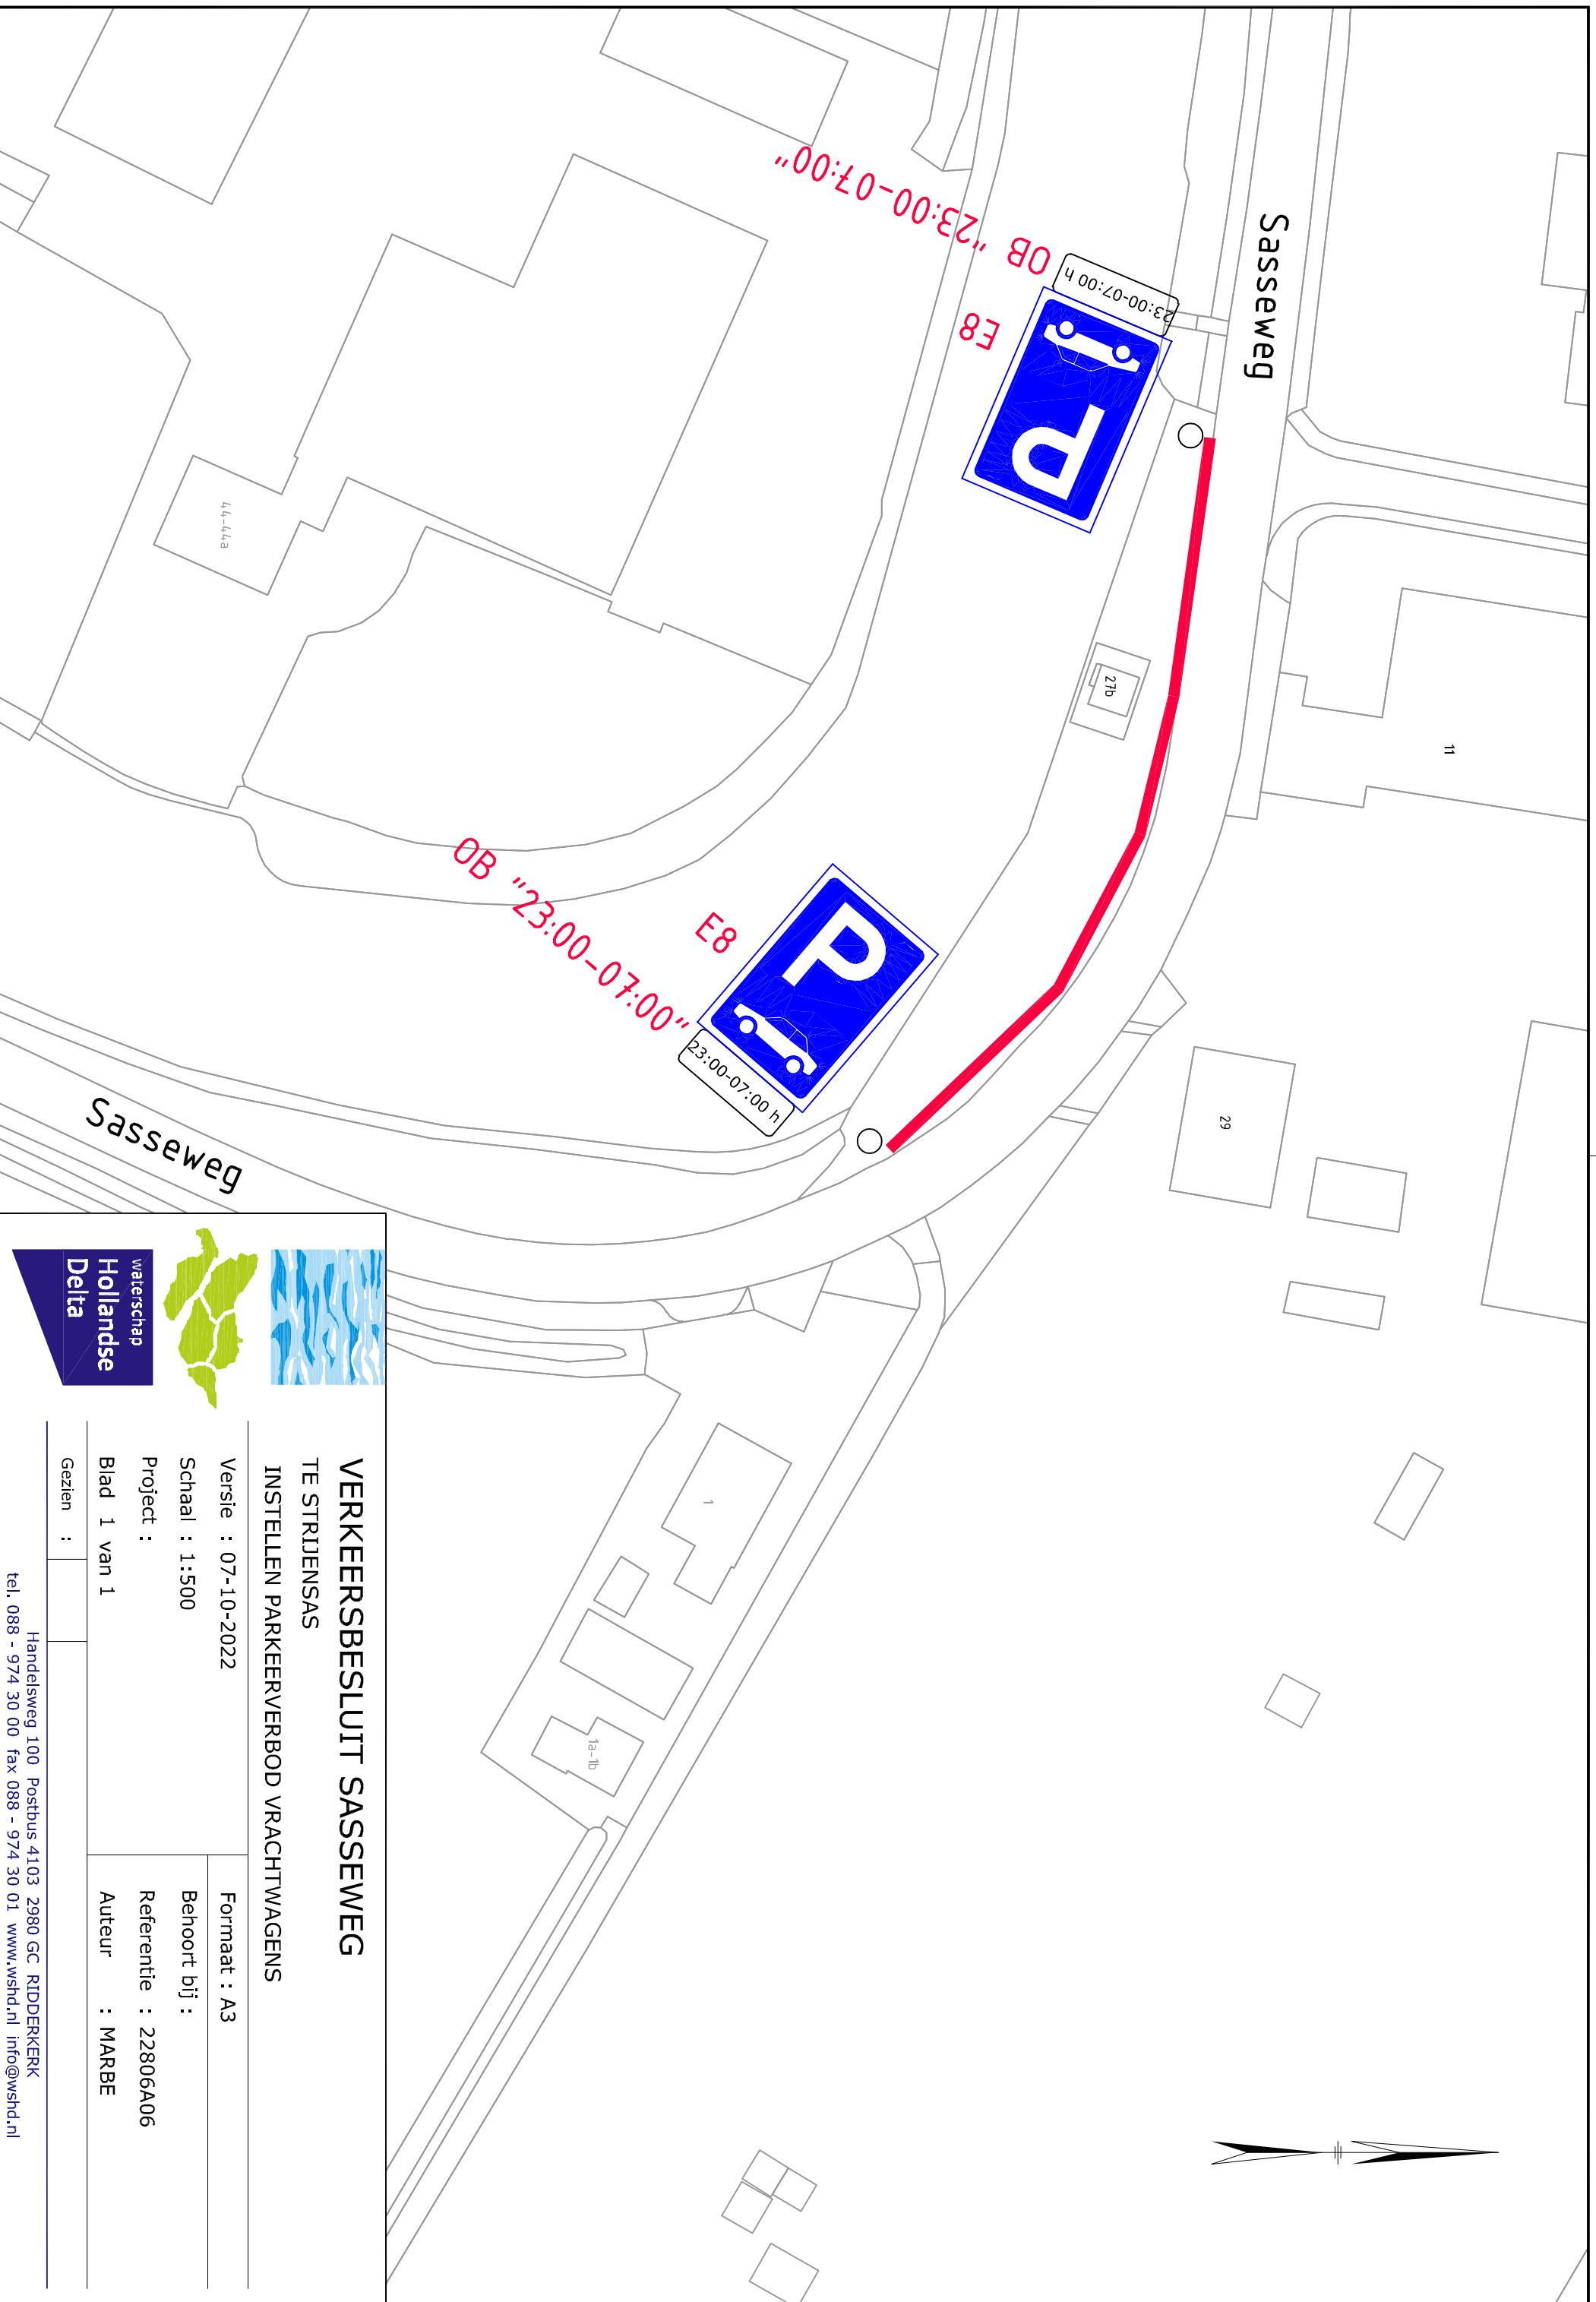 Sasseweg
OB "23:00-07:00"
E8
23:00-07:00 h
P
27b
11
44-44a
OB "23:00-07:00"
E8
P
23:00-07:00 h
29
Sasseweg
1
1a-1b
waterschap
Hollandse
Delta
VERKEERSBESLUIT SASSEWEG
TE STRIJENSAS
INSTELLEN PARKEERVERBOD VRACHTWAGENS
Versie : 07-10-2022
Formaat : A3
Schaal : 1:500
Behoort bij :
Project :
Referentie : 22806A06
Blad 1 van 1
Auteur : MARBE
Gezien :
Handelsweg 100 Postbus 4103 2980 GC RIDDERKERK
tel. 088 - 974 30 00 fax 088 - 974 30 01 www.wshd.nl info@wshd.nl